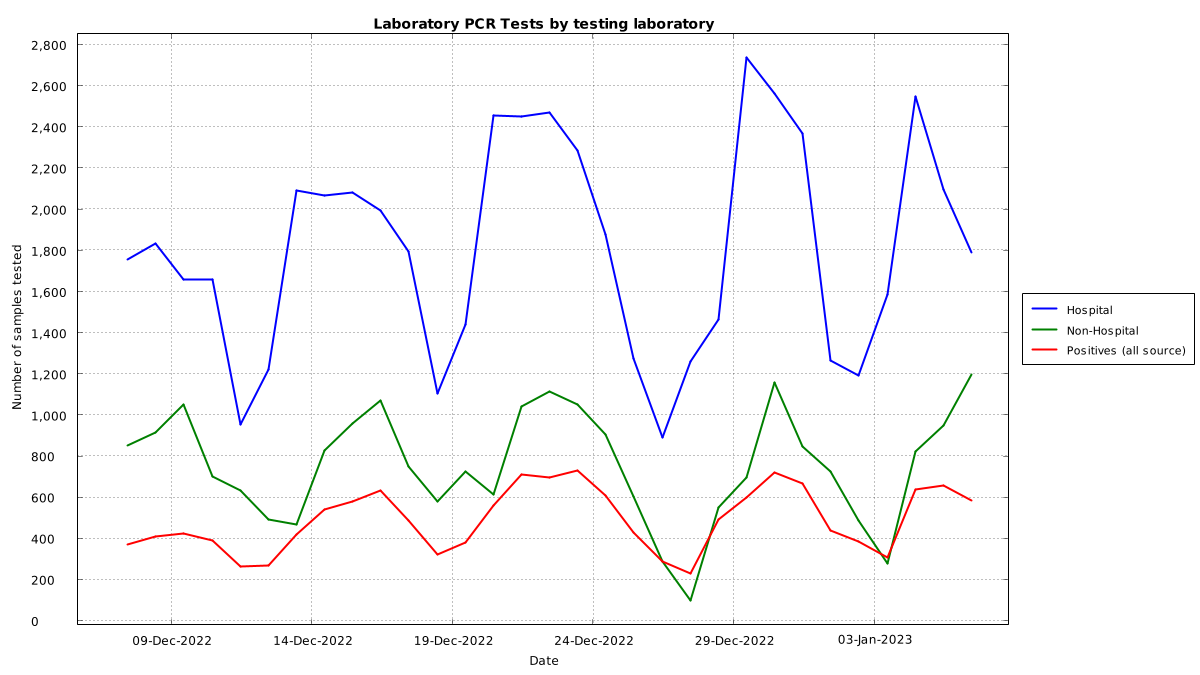 Laboratory PCR Tests by testing laboratory
2,800
2,600
2,400
2,200
2,000
1,800
1,600
1,400
1,200
1,000
800
600
400
200
0
Number of samples tested
09-Dec-2022 14-Dec-2022 19-Dec-2022 24-Dec-2022 29-Dec-2022 03-Jan-2023
Date
Hospital
Non-Hospital
Positives (all source)